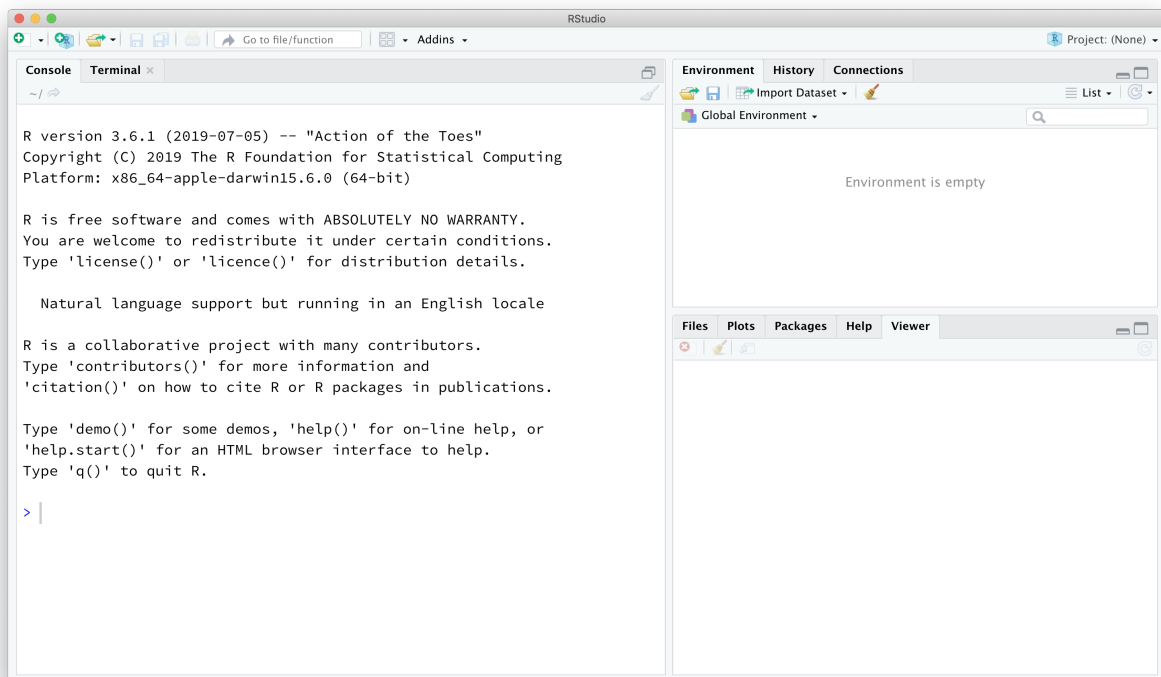 RStudio
Go to file/function
Addins
Project: (None)
Console Terminal
~/
R version 3.6.1 (2019-07-05) -- "Action of the Toes"
Copyright (C) 2019 The R Foundation for Statistical Computing
Platform: x86_64-apple-darwin15.6.0 (64-bit)
R is free software and comes with ABSOLUTELY NO WARRANTY.
You are welcome to redistribute it under certain conditions.
Type 'license()' or 'licence()' for distribution details.
Natural language support but running in an English locale
R is a collaborative project with many contributors.
Type 'contributors()' for more information and
'citation()' on how to cite R or R packages in publications.
Type 'demo()' for some demos, 'help()' for on-line help, or
'help.start()' for an HTML browser interface to help.
Type 'q()' to quit R.
>
Environment History Connections
Import Dataset
List
Global Environment
Environment is empty
Files Plots Packages Help Viewer